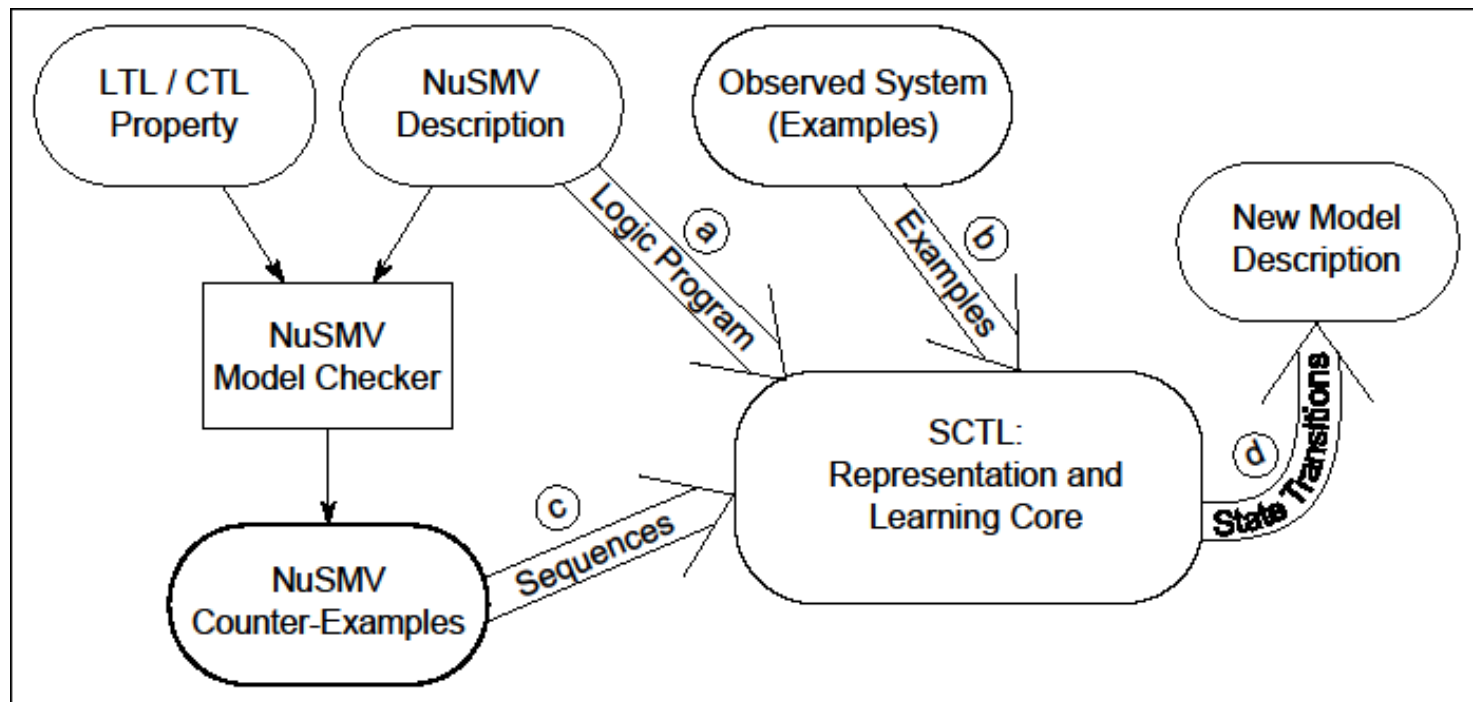 LTL / CTL
Property
NuSMV
Description
Observed System
(Examples)
Logic Program
a
Examples
b
New Model
Description
NuSMV
Model Checker
SCTL:
Representation and
Learning Core
d
State Transitions
c
Sequences
NuSMV
Counter-Examples